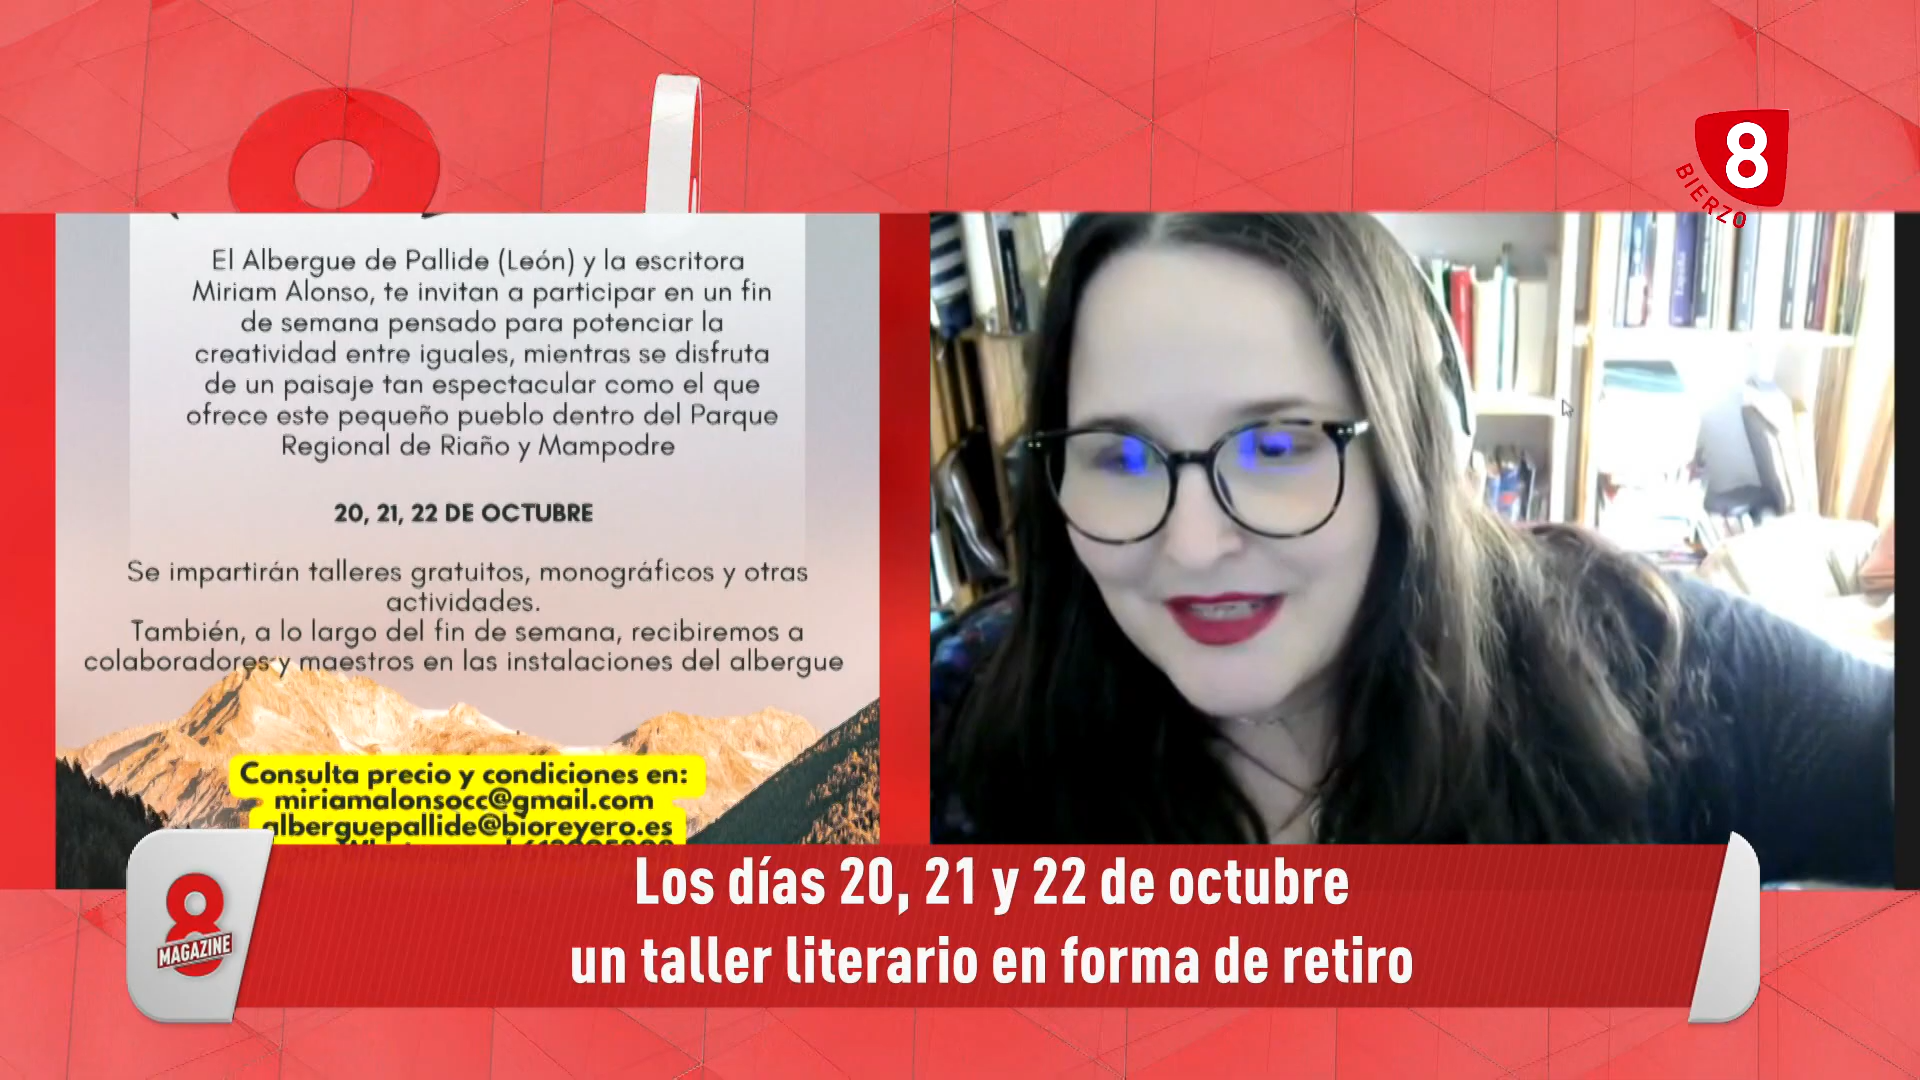 8
BIERZO
El Albergue de Pallide (León) y la escritora
Miriam Alonso, te invitan a participar en un fin
de semana pensado para potenciar la
creatividad entre iguales, mientras se disfruta
de un paisaje tan espectacular como el que
ofrece este pequeño pueblo dentro del Parque
Regional de Riaño y Mampodre
20, 21, 22 DE OCTUBRE
Se impartirán talleres gratuitos, monográficos y otras
actividades.
También, a lo largo del fin de semana, recibiremos a
colaboradores y maestros en las instalaciones del albergue
Consulta precio y condiciones en:
miriamalonsocc@gmail.com
alberguepallide@bioreyero.es
Los días 20, 21 y 22 de octubre
un taller literario en forma de retiro
8
MAGAZINE